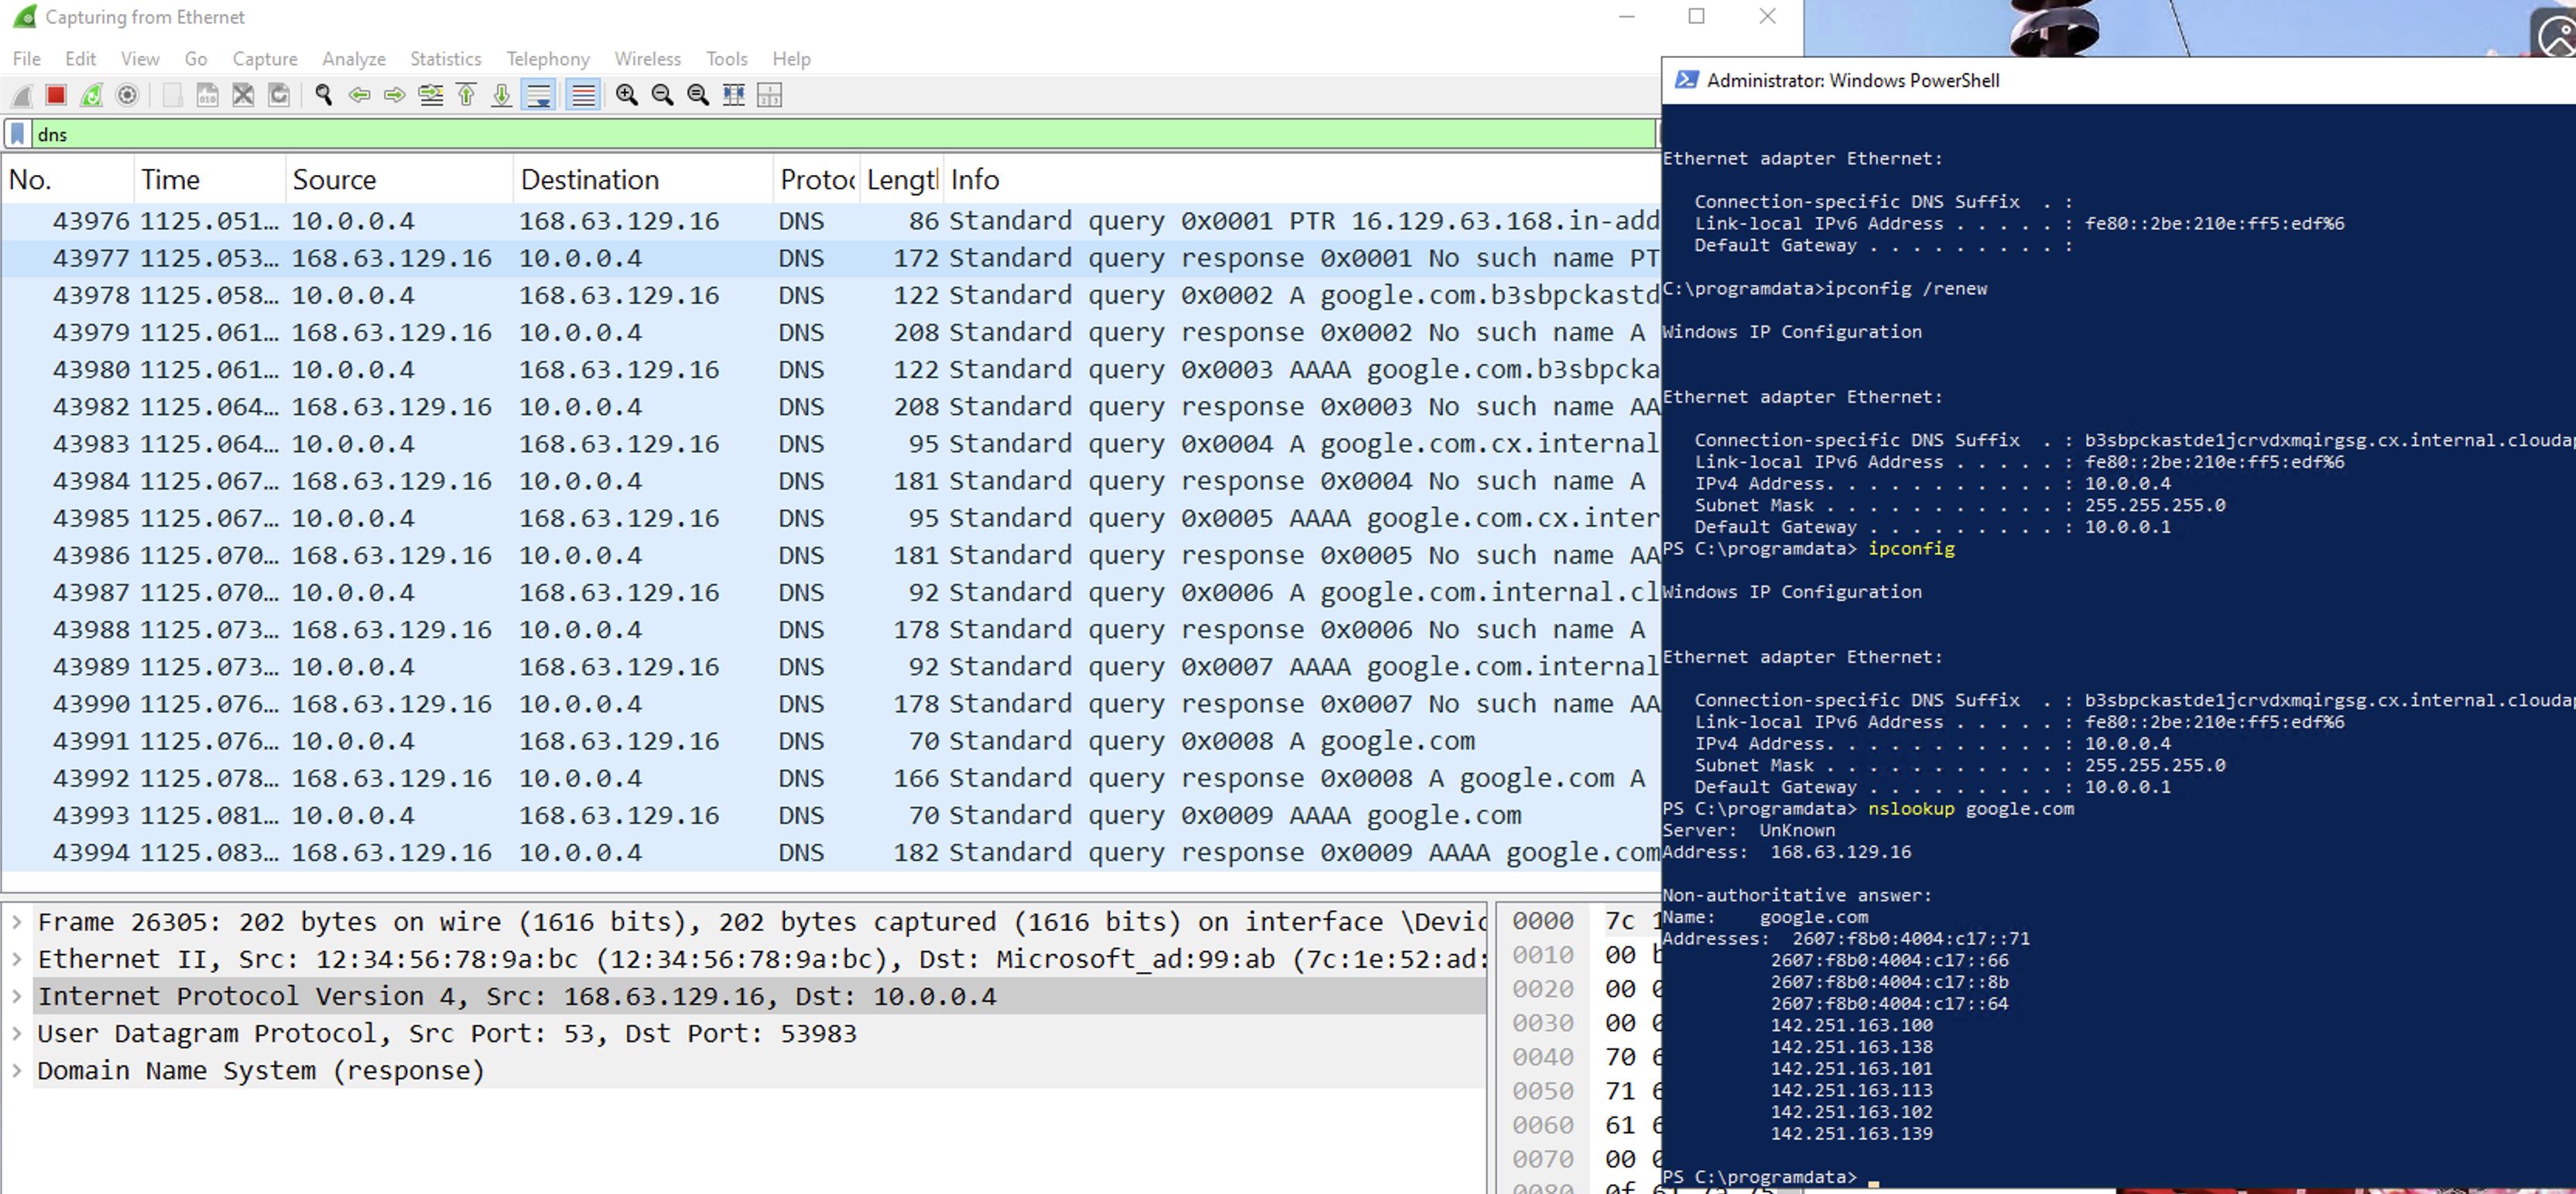 Capturing from Ethernet
File Edit View Go Capture Analyze Statistics Telephony Wireless Tools Help
dns
No. Time Source Destination Protoc Lengtl Info
43976 1125.051… 10.0.0.4 168.63.129.16 DNS 86 Standard query 0x0001 PTR 16.129.63.168.in-add
43977 1125.053… 168.63.129.16 10.0.0.4 DNS 172 Standard query response 0x0001 No such name PT
43978 1125.058… 10.0.0.4 168.63.129.16 DNS 122 Standard query 0x0002 A google.com.b3sbpckastd
43979 1125.061… 168.63.129.16 10.0.0.4 DNS 208 Standard query response 0x0002 No such name A
43980 1125.061… 10.0.0.4 168.63.129.16 DNS 122 Standard query 0x0003 AAAA google.com.b3sbpcka
43982 1125.064… 168.63.129.16 10.0.0.4 DNS 208 Standard query response 0x0003 No such name AA
43983 1125.064… 10.0.0.4 168.63.129.16 DNS 95 Standard query 0x0004 A google.com.cx.internal
43984 1125.067… 168.63.129.16 10.0.0.4 DNS 181 Standard query response 0x0004 No such name A
43985 1125.067… 10.0.0.4 168.63.129.16 DNS 95 Standard query 0x0005 AAAA google.com.cx.inter
43986 1125.070… 168.63.129.16 10.0.0.4 DNS 181 Standard query response 0x0005 No such name AA
43987 1125.070… 10.0.0.4 168.63.129.16 DNS 92 Standard query 0x0006 A google.com.internal.cl
43988 1125.073… 168.63.129.16 10.0.0.4 DNS 178 Standard query response 0x0006 No such name A
43989 1125.073… 10.0.0.4 168.63.129.16 DNS 92 Standard query 0x0007 AAAA google.com.internal
43990 1125.076… 168.63.129.16 10.0.0.4 DNS 178 Standard query response 0x0007 No such name AA
43991 1125.076… 10.0.0.4 168.63.129.16 DNS 70 Standard query 0x0008 A google.com
43992 1125.078… 168.63.129.16 10.0.0.4 DNS 166 Standard query response 0x0008 A google.com A
43993 1125.081… 10.0.0.4 168.63.129.16 DNS 70 Standard query 0x0009 AAAA google.com
43994 1125.083… 168.63.129.16 10.0.0.4 DNS 182 Standard query response 0x0009 AAAA google.com
Frame 26305: 202 bytes on wire (1616 bits), 202 bytes captured (1616 bits) on interface \Devic
Ethernet II, Src: 12:34:56:78:9a:bc (12:34:56:78:9a:bc), Dst: Microsoft_ad:99:ab (7c:1e:52:ad:
Internet Protocol Version 4, Src: 168.63.129.16, Dst: 10.0.0.4
User Datagram Protocol, Src Port: 53, Dst Port: 53983
Domain Name System (response)
0000 7c 1
0010 00 b
0020 00 0
0030 00 0
0040 70 6
0050 71 6
0060 61 6
0070 00 0
0080
Administrator: Windows PowerShell
Ethernet adapter Ethernet:
Connection-specific DNS Suffix . :
Link-local IPv6 Address . . . . . : fe80::2be:210e:ff5:edf%6
Default Gateway . . . . . . . . . :
C:\programdata>ipconfig /renew
Windows IP Configuration
Ethernet adapter Ethernet:
Connection-specific DNS Suffix . : b3sbpckastde1jcrvdxmqirgsg.cx.internal.cloudap
Link-local IPv6 Address . . . . . : fe80::2be:210e:ff5:edf%6
IPv4 Address. . . . . . . . . . . : 10.0.0.4
Subnet Mask . . . . . . . . . . . : 255.255.255.0
Default Gateway . . . . . . . . . : 10.0.0.1
PS C:\programdata> ipconfig
Windows IP Configuration
Ethernet adapter Ethernet:
Connection-specific DNS Suffix . : b3sbpckastde1jcrvdxmqirgsg.cx.internal.cloudap
Link-local IPv6 Address . . . . . : fe80::2be:210e:ff5:edf%6
IPv4 Address. . . . . . . . . . . : 10.0.0.4
Subnet Mask . . . . . . . . . . . : 255.255.255.0
Default Gateway . . . . . . . . . : 10.0.0.1
PS C:\programdata> nslookup google.com
Server: UnKnown
Address: 168.63.129.16
Non-authoritative answer:
Name: google.com
Addresses: 2607:f8b0:4004:c17::71
2607:f8b0:4004:c17::66
2607:f8b0:4004:c17::8b
2607:f8b0:4004:c17::64
142.251.163.100
142.251.163.138
142.251.163.101
142.251.163.113
142.251.163.102
142.251.163.139
PS C:\programdata>